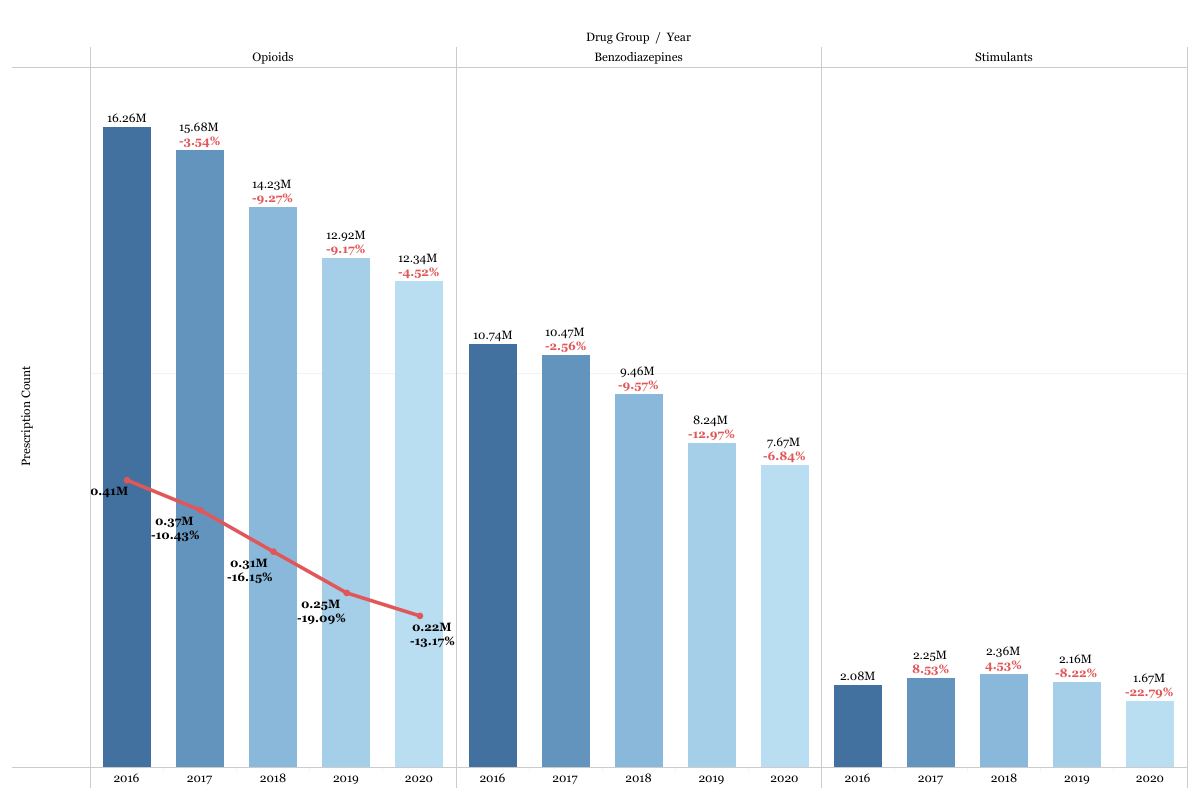 Drug Group / Year
Opioids
Benzodiazepines
Stimulants
Prescription Count
16.26M
15.68M
-3.54%
14.23M
-9.27%
12.92M
-9.17%
12.34M
-4.52%
0.41M
0.37M
-10.43%
0.31M
-16.15%
0.25M
-19.09%
0.22M
-13.17%
10.74M
10.47M
-2.56%
9.46M
-9.57%
8.24M
-12.97%
7.67M
-6.84%
2.08M
2.25M
8.53%
2.36M
4.53%
2.16M
-8.22%
1.67M
-22.79%
2016 2017 2018 2019 2020 2016 2017 2018 2019 2020 2016 2017 2018 2019 2020